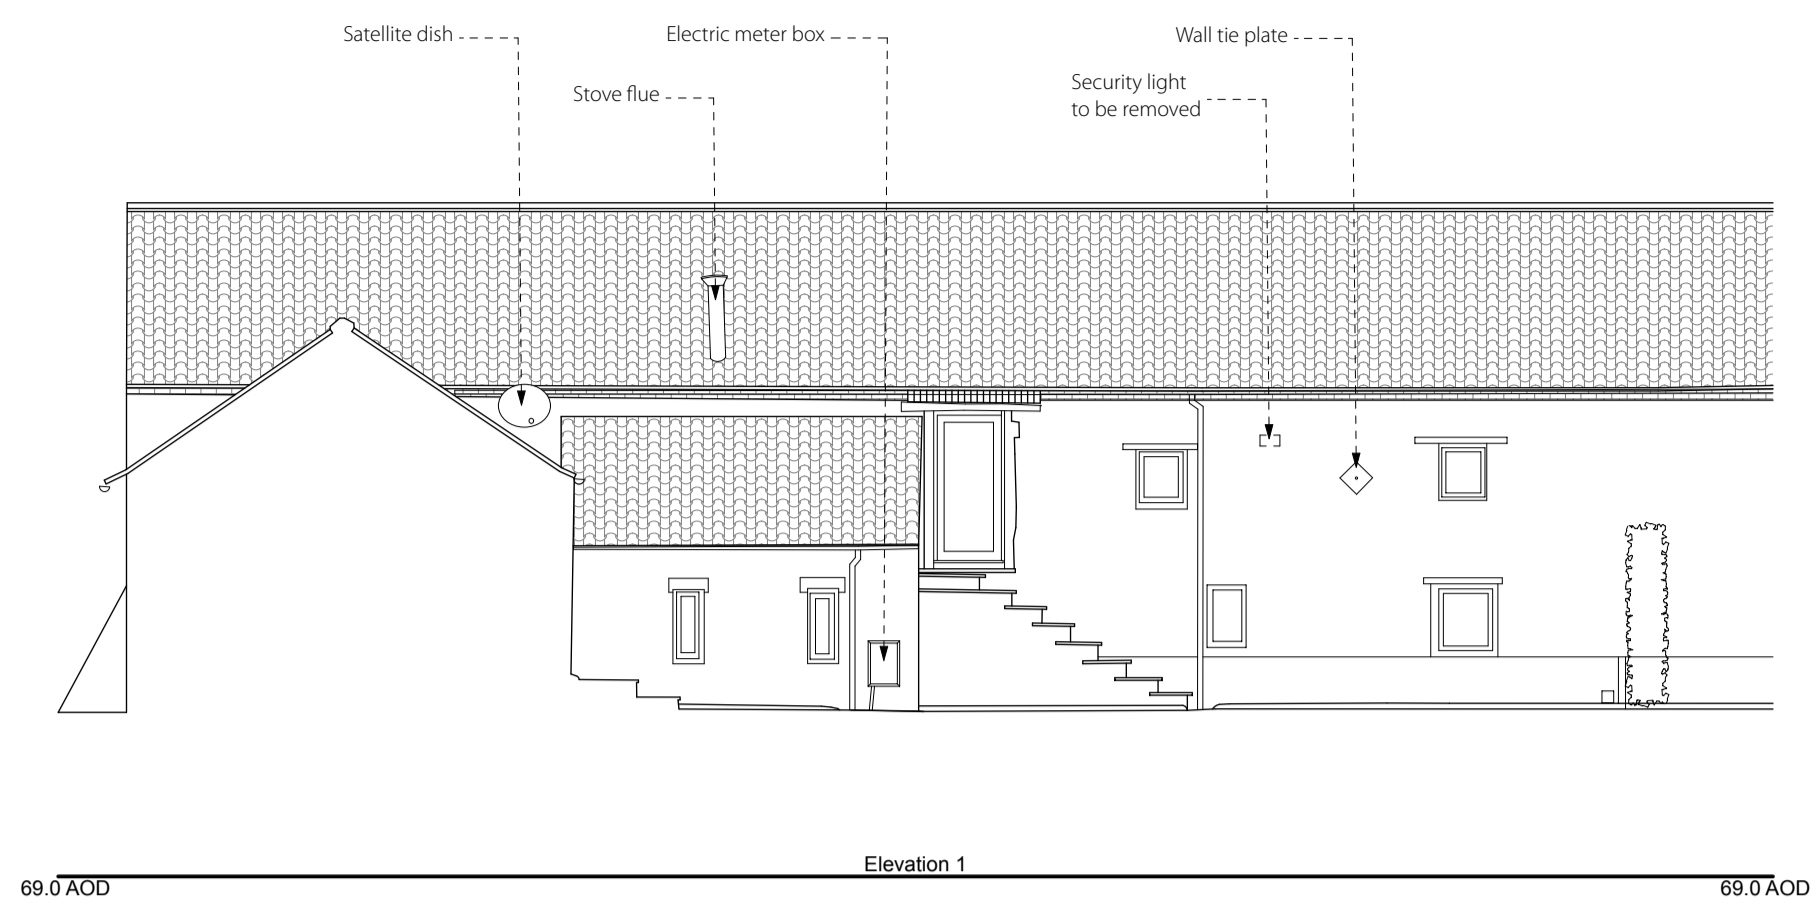 Satellite dish
Electric meter box
Wall tie plate
Stove flue
Security light
to be removed
Elevation 1
69.0 AOD
69.0 AOD